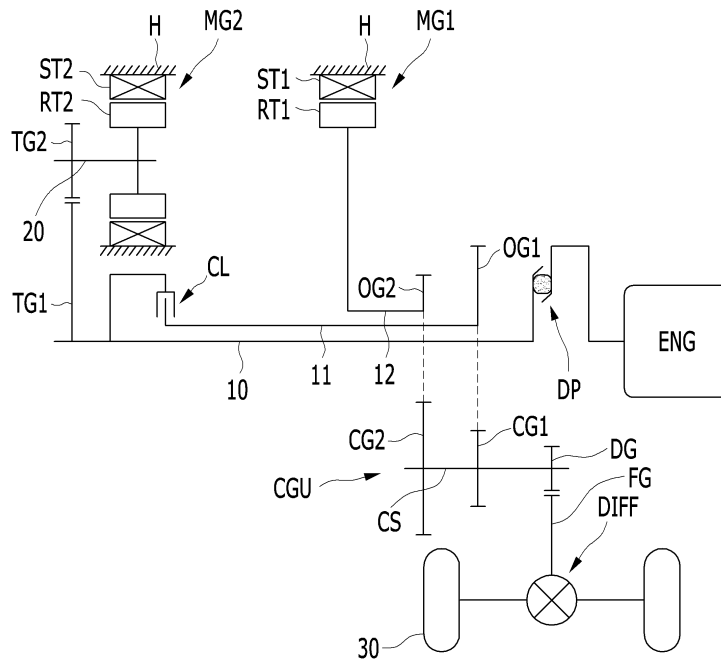 H
MG2
H
MG1
ST2
ST1
RT2
RT1
TG2
20
CL
OG1
OG2
TG1
11
12
10
DP
ENG
CG2
CG1
DG
CGU
FG
CS
DIFF
30